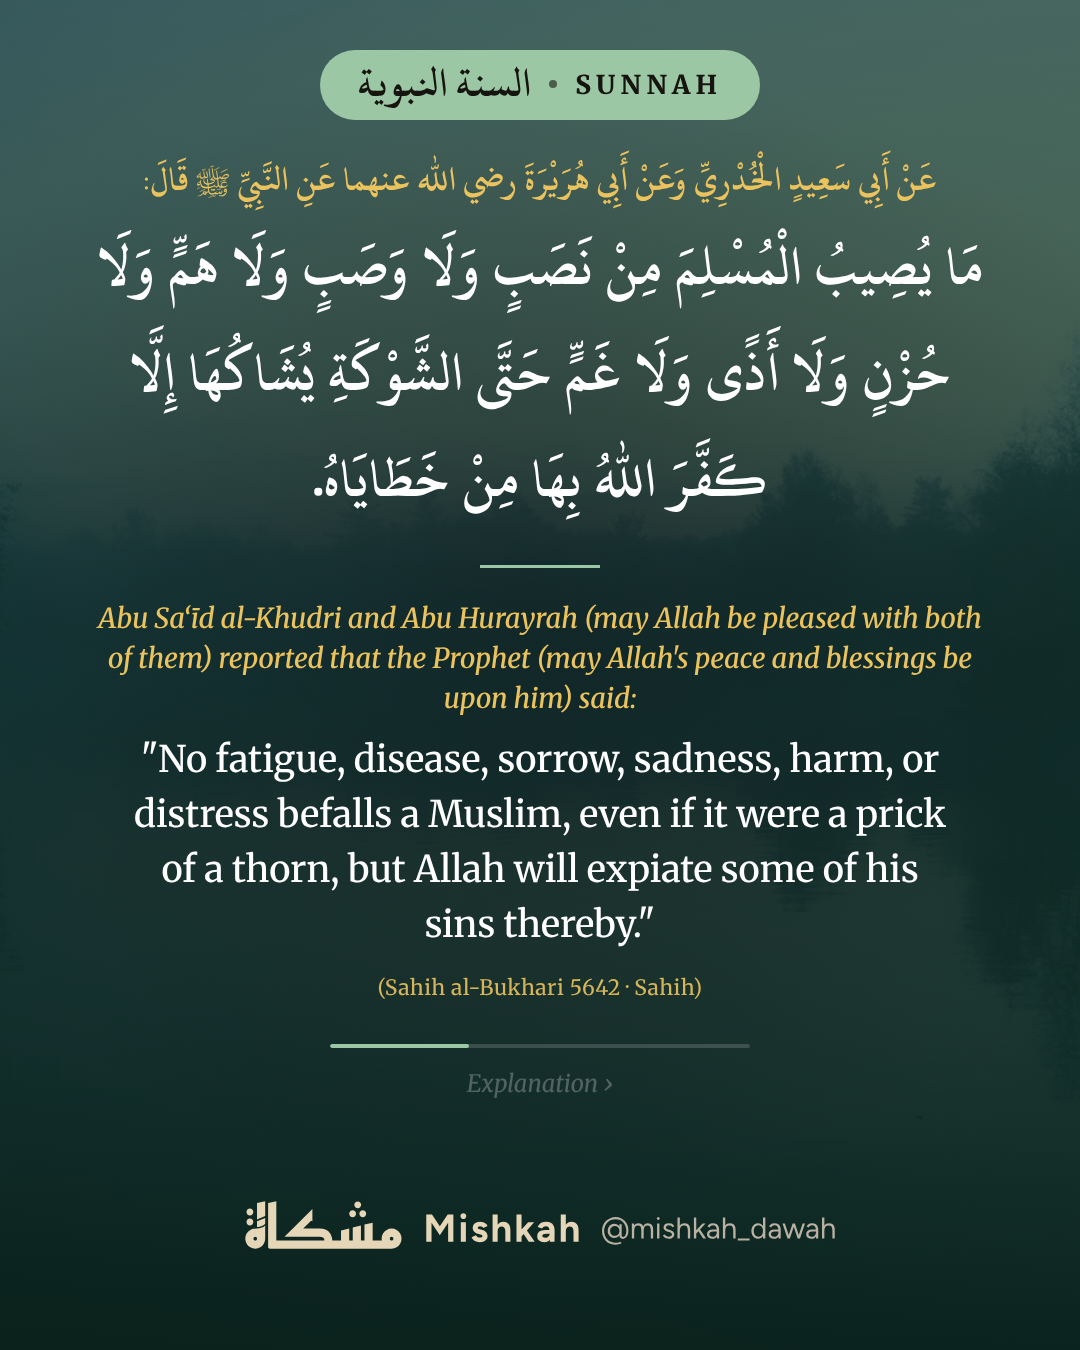 السنة النبوية • SUNNAH
عَنْ أَبِي سَعِيدٍ الْخُدْرِيِّ وَعَنْ أَبِي هُرَيْرَةَ رضي الله عنهما عَنِ النَّبِيِّ ﷺ قَالَ:
مَا يُصِيبُ الْمُسْلِمَ مِنْ نَصَبٍ وَلَا وَصَبٍ وَلَا هَمٍّ وَلَا
حُزْنٍ وَلَا أَذًى وَلَا غَمٍّ حَتَّى الشَّوْكَةِ يُشَاكُهَا إِلَّا
كَفَّرَ اللهُ بِهَا مِنْ خَطَايَاهُ.
Abu Sa‘īd al-Khudri and Abu Hurayrah (may Allah be pleased with both
of them) reported that the Prophet (may Allah's peace and blessings be
upon him) said:
"No fatigue, disease, sorrow, sadness, harm, or
distress befalls a Muslim, even if it were a prick
of a thorn, but Allah will expiate some of his
sins thereby."
(Sahih al-Bukhari 5642 · Sahih)
Explanation ›
مشكاة Mishkah @mishkah_dawah